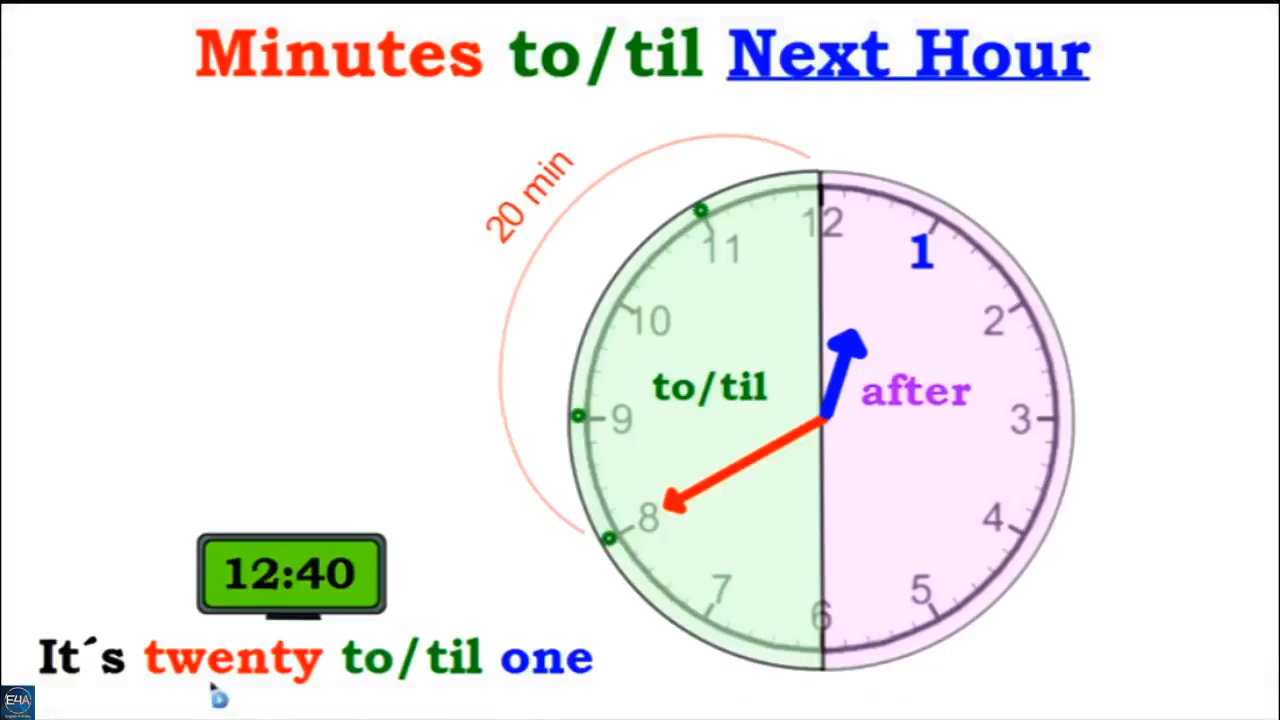 Minutes to/til Next Hour
20 min
12
11
1
10
2
to/til
after
9
3
8
4
7
5
6
12:40
It´s twenty to/til one
E4A